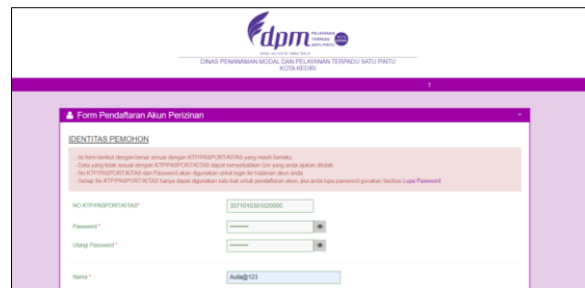 dpm
PELAYANAN
TERPADU
SATU PINTU
DINAS PENANAMAN MODAL DAN PELAYANAN TERPADU SATU PINTU
KOTA KEDIRI
Form Pendaftaran Akun Perizinan
IDENTITAS PEMOHON
- Isi form berikut dengan benar sesuai dengan KTP/PASPORT/KITAS yang masih berlaku.
- Data yang tidak sesuai dengan KTP/PASPORT/KITAS dapat menyebabkan Izin yang anda ajukan ditolak.
- No KTP/PASPORT/KITAS dan Password akan digunakan untuk login ke halaman akun anda.
- Setiap No KTP/PASPORT/KITAS hanya dapat digunakan satu kali untuk pendaftaran akun, jika anda lupa password gunakan fasilitas Lupa Password
NO KTP/PASPORT/KITAS*
3571010301020000
Password *
Ulangi Password *
Nama *
Aufa@123